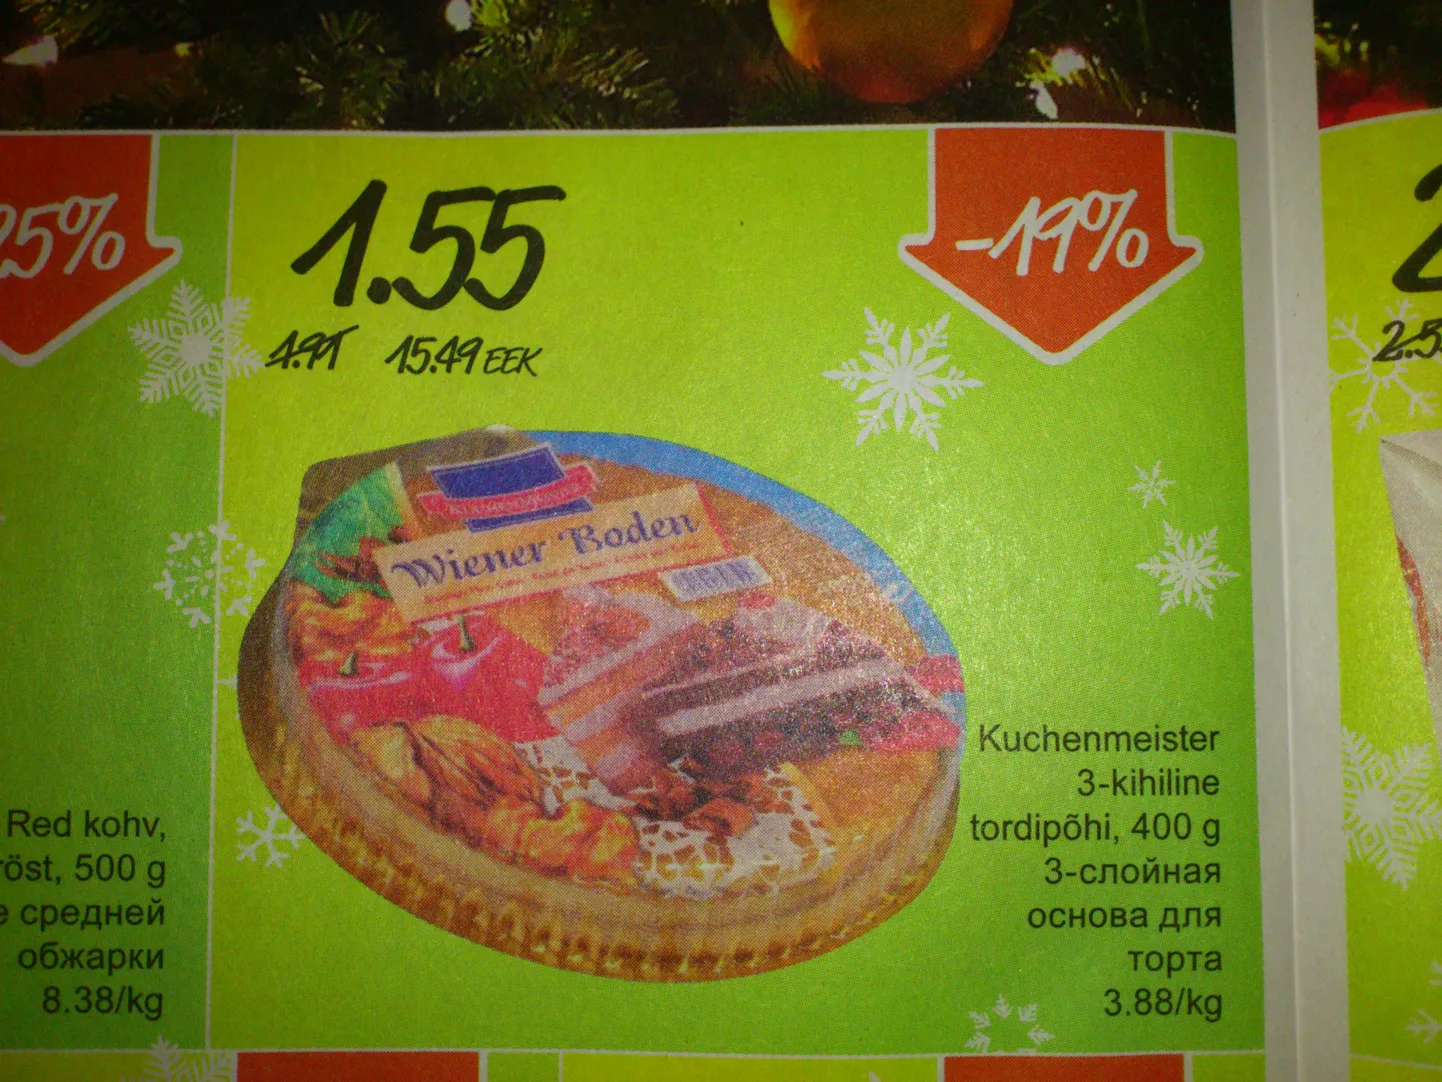 25%
1.55
-19%
1.91 15.49 EEK
Wiener Boden
Kuchenmeister
3-kihiline
tordipõhi, 400 g
3-слойная
основа для
торта
3.88/kg
Red kohv,
röst, 500 g
е средней
обжарки
8.38/kg